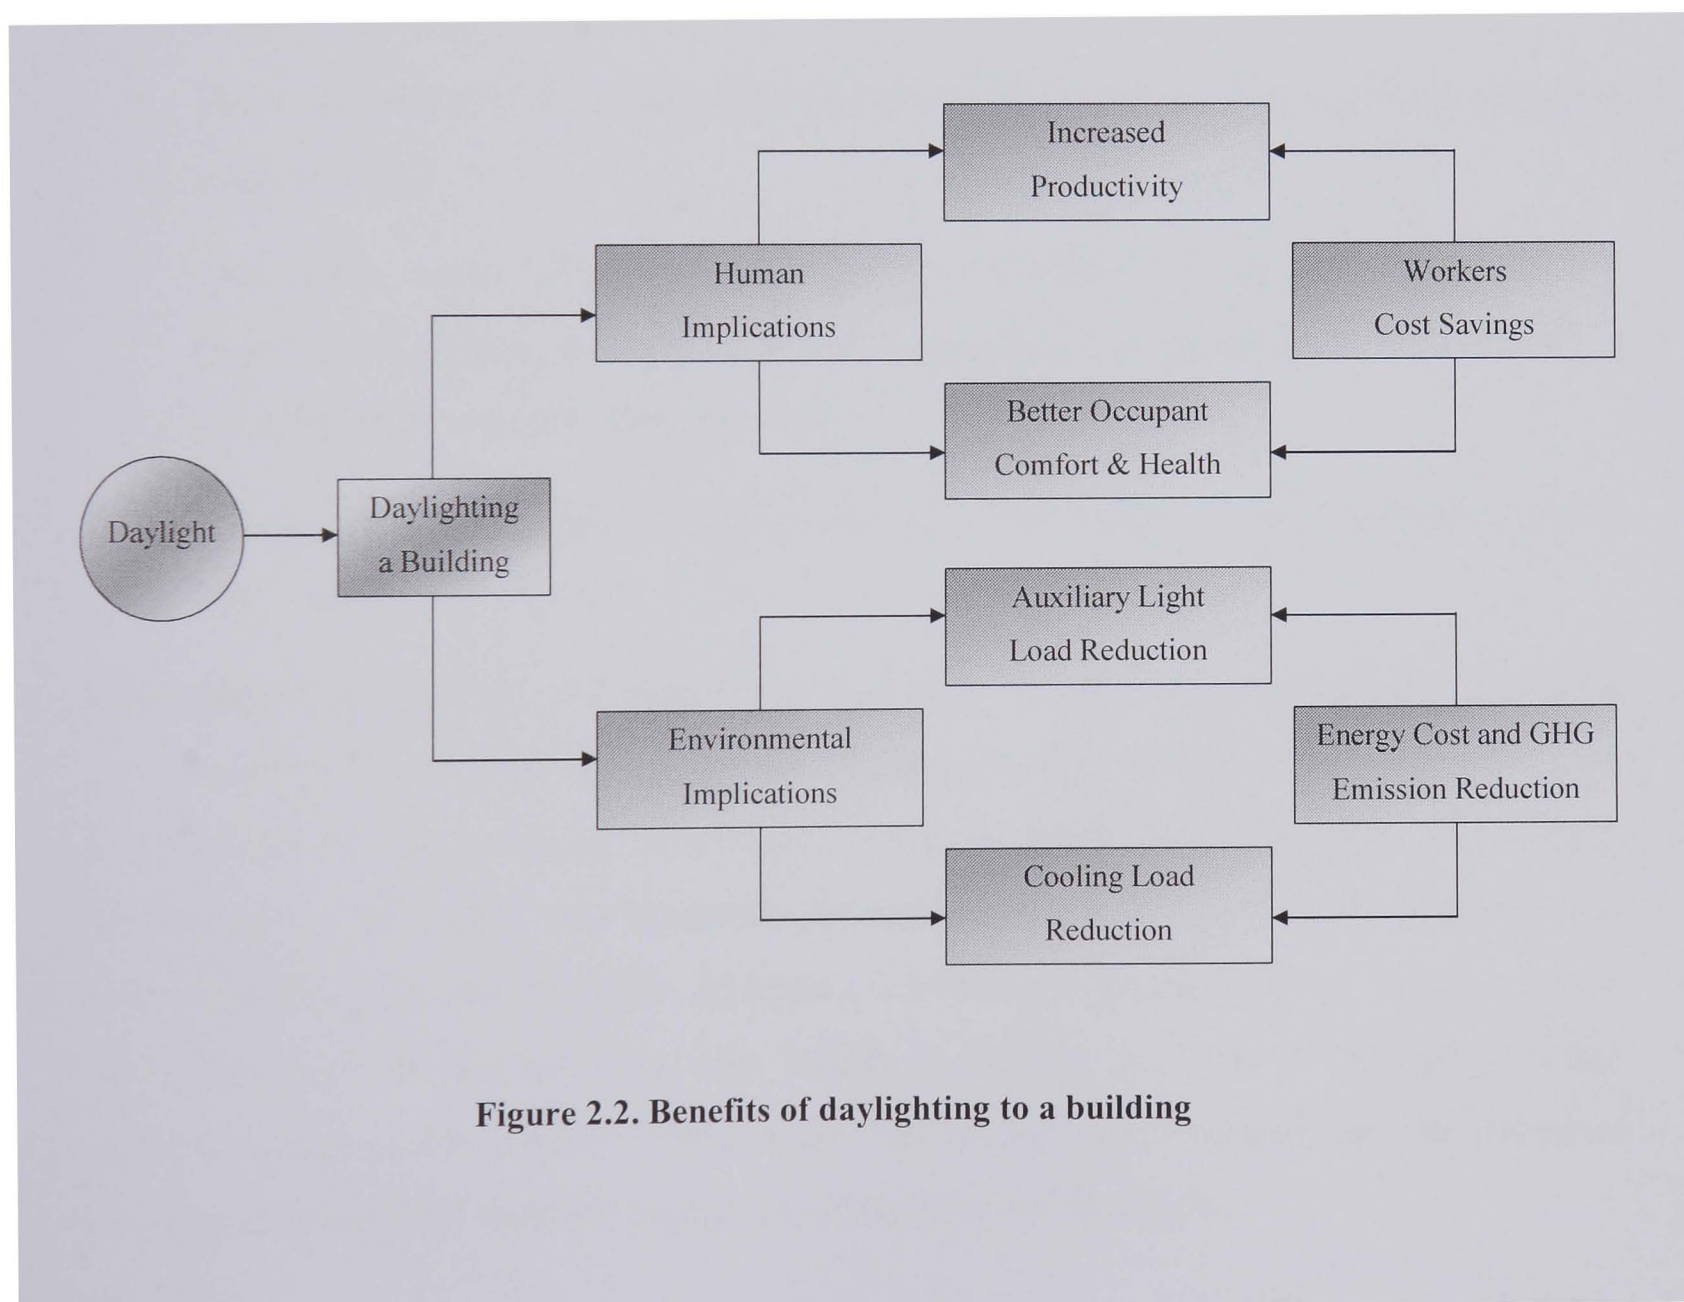 Increased
Productivity
Human
Implications
Workers
Cost Savings
Better Occupant
Comfort & Health
Daylight
Daylighting
a Building
Auxiliary Light
Load Reduction
Environmental
Implications
Energy Cost and GHG
Emission Reduction
Cooling Load
Reduction
Figure 2.2. Benefits of daylighting to a building